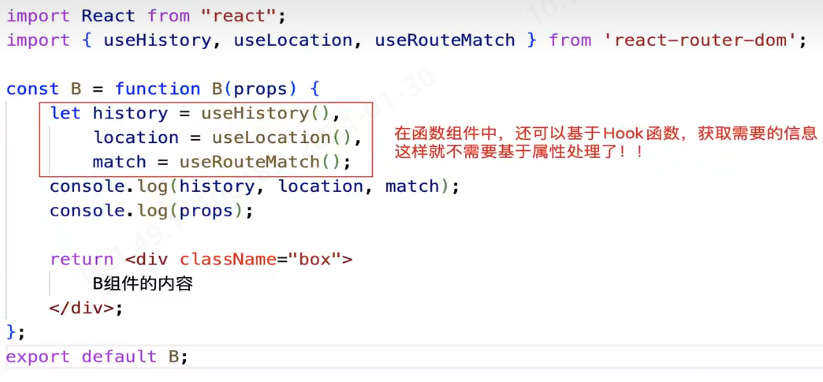 import React from "react";
import { useHistory, useLocation, useRouteMatch } from 'react-router-dom';
const B = function B(props) {
let history = useHistory(),
location = useLocation(),
match = useRouteMatch();
在函数组件中，还可以基于Hook函数，获取需要的信息
这样就不需要基于属性处理了！！
console.log(history, location, match);
console.log(props);
return <div className="box">
B组件的内容
</div>;
};
export default B;